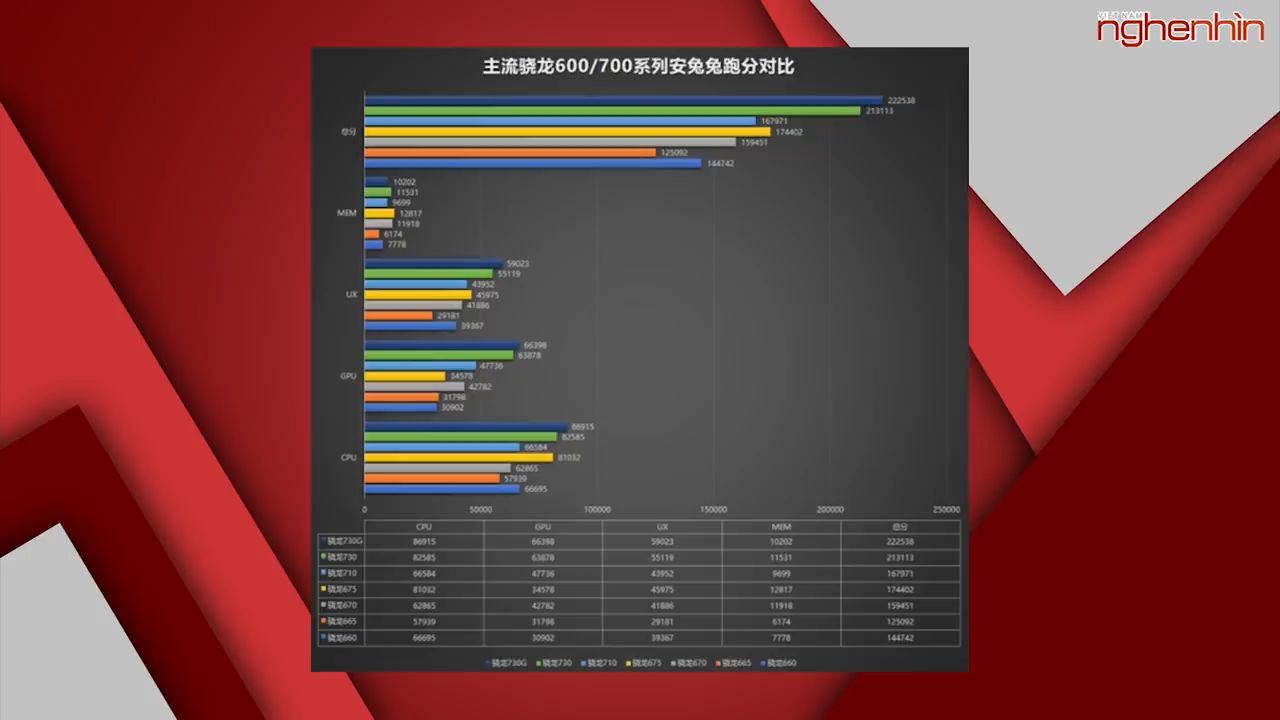 VIET NAM
nghenhìn
主流骁龙600/700系列安兔兔跑分对比
总分
222538
213113
167971
174402
159451
125092
144742
MEM
10202
11531
9699
12817
11918
6174
7778
UX
59023
55119
43952
45975
41886
29181
39367
GPU
66398
63878
47736
34578
42782
31798
30902
CPU
86915
82585
66584
81032
62865
57939
66695
0 50000 100000 150000 200000 250000
CPU GPU UX MEM 总分
骁龙730G 86915 66398 59023 10202 222538
骁龙730 82585 63878 55119 11531 213113
骁龙710 66584 47736 43952 9699 167971
骁龙675 81032 34578 45975 12817 174402
骁龙670 62865 42782 41886 11918 159451
骁龙665 57939 31798 29181 6174 125092
骁龙660 66695 30902 39367 7778 144742
骁龙730G 骁龙730 骁龙710 骁龙675 骁龙670 骁龙665 骁龙660